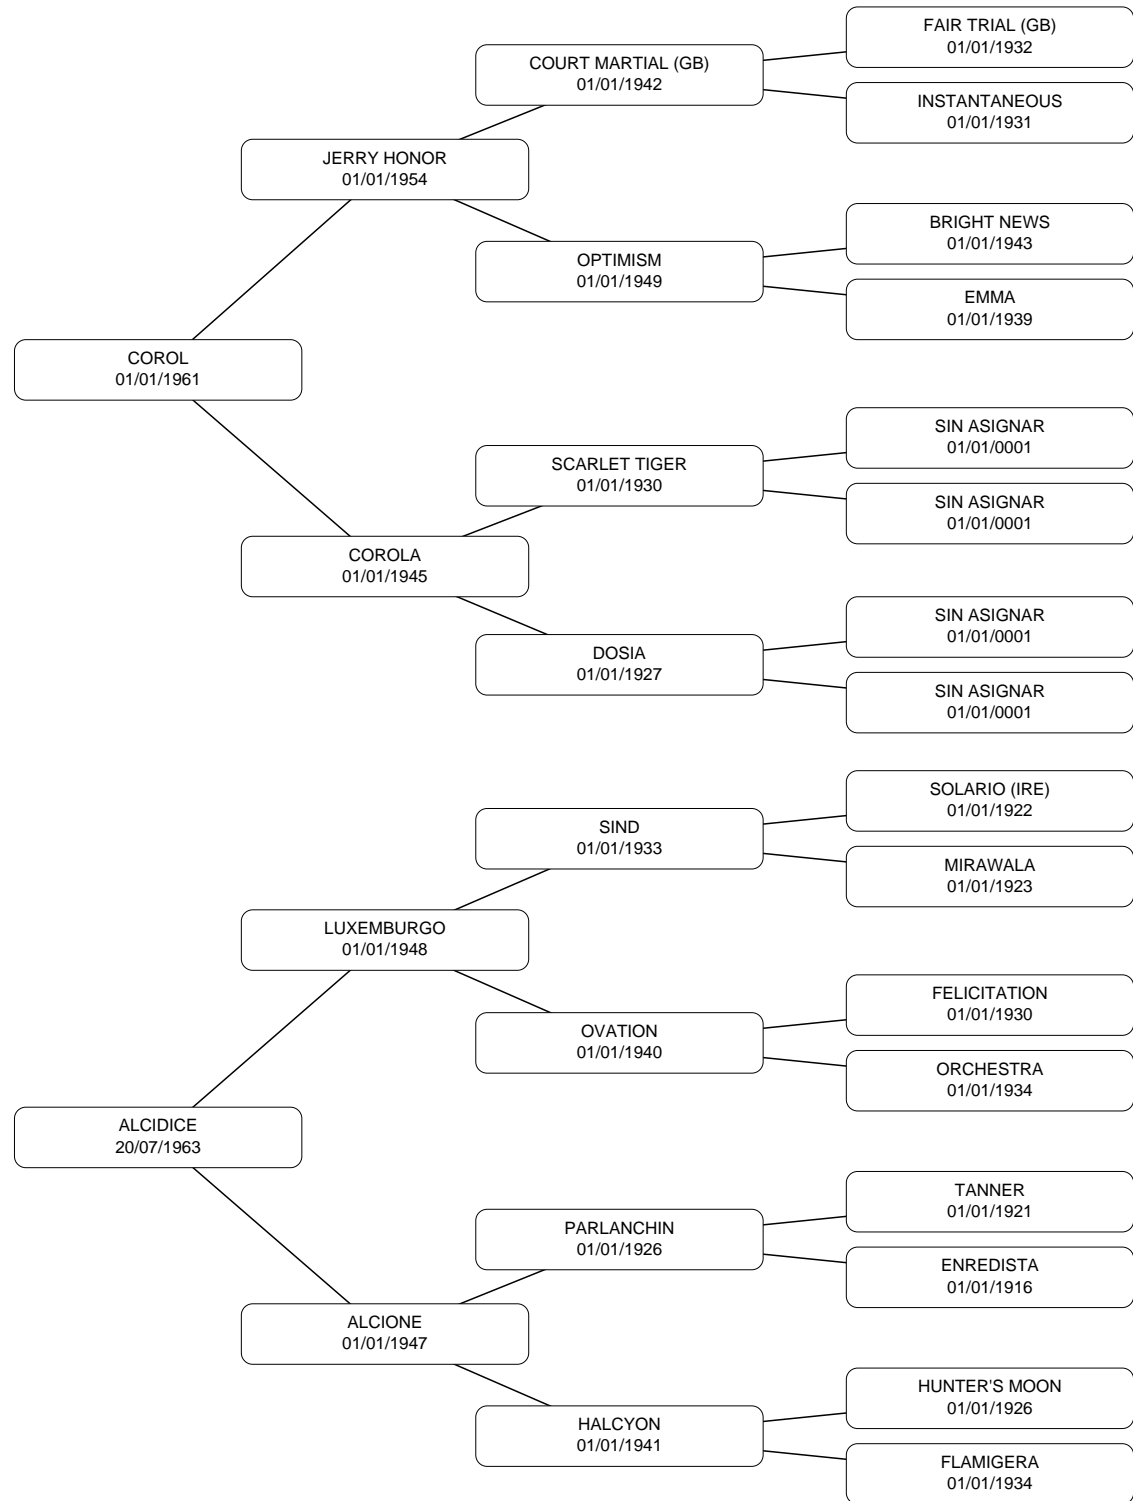 FAIR TRIAL (GB)
01/01/1932
COURT MARTIAL (GB)
01/01/1942
INSTANTANEOUS
01/01/1931
JERRY HONOR
01/01/1954
BRIGHT NEWS
01/01/1943
OPTIMISM
01/01/1949
EMMA
01/01/1939
COROL
01/01/1961
SIN ASIGNAR
01/01/0001
SCARLET TIGER
01/01/1930
SIN ASIGNAR
01/01/0001
COROLA
01/01/1945
SIN ASIGNAR
01/01/0001
DOSIA
01/01/1927
SIN ASIGNAR
01/01/0001
SOLARIO (IRE)
01/01/1922
SIND
01/01/1933
MIRAWALA
01/01/1923
LUXEMBURGO
01/01/1948
FELICITATION
01/01/1930
OVATION
01/01/1940
ORCHESTRA
01/01/1934
ALCIDICE
20/07/1963
TANNER
01/01/1921
PARLANCHIN
01/01/1926
ENREDISTA
01/01/1916
ALCIONE
01/01/1947
HUNTER'S MOON
01/01/1926
HALCYON
01/01/1941
FLAMIGERA
01/01/1934